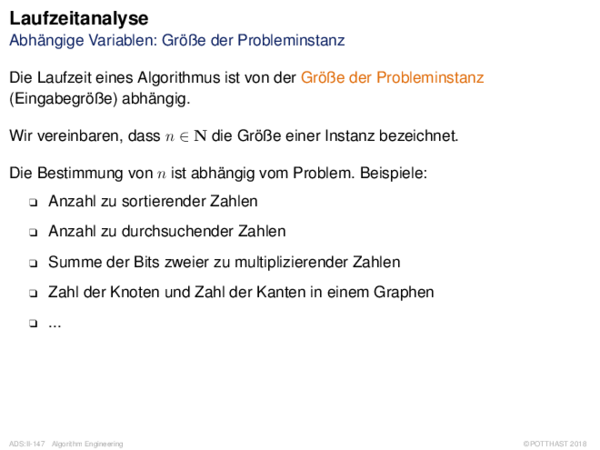 Laufzeitanalyse
Abhängige Variablen: Größe der Probleminstanz
Die Laufzeit eines Algorithmus ist von der Größe der Probleminstanz
(Eingabegröße) abhängig.
Wir vereinbaren, dass n ∈ N die Größe einer Instanz bezeichnet.
Die Bestimmung von n ist abhängig vom Problem. Beispiele:
❑ Anzahl zu sortierender Zahlen
❑ Anzahl zu durchsuchender Zahlen
❑ Summe der Bits zweier zu multiplizierender Zahlen
❑ Zahl der Knoten und Zahl der Kanten in einem Graphen
❑ ...
ADS:II-147 Algorithm Engineering © POTTHAST 2018